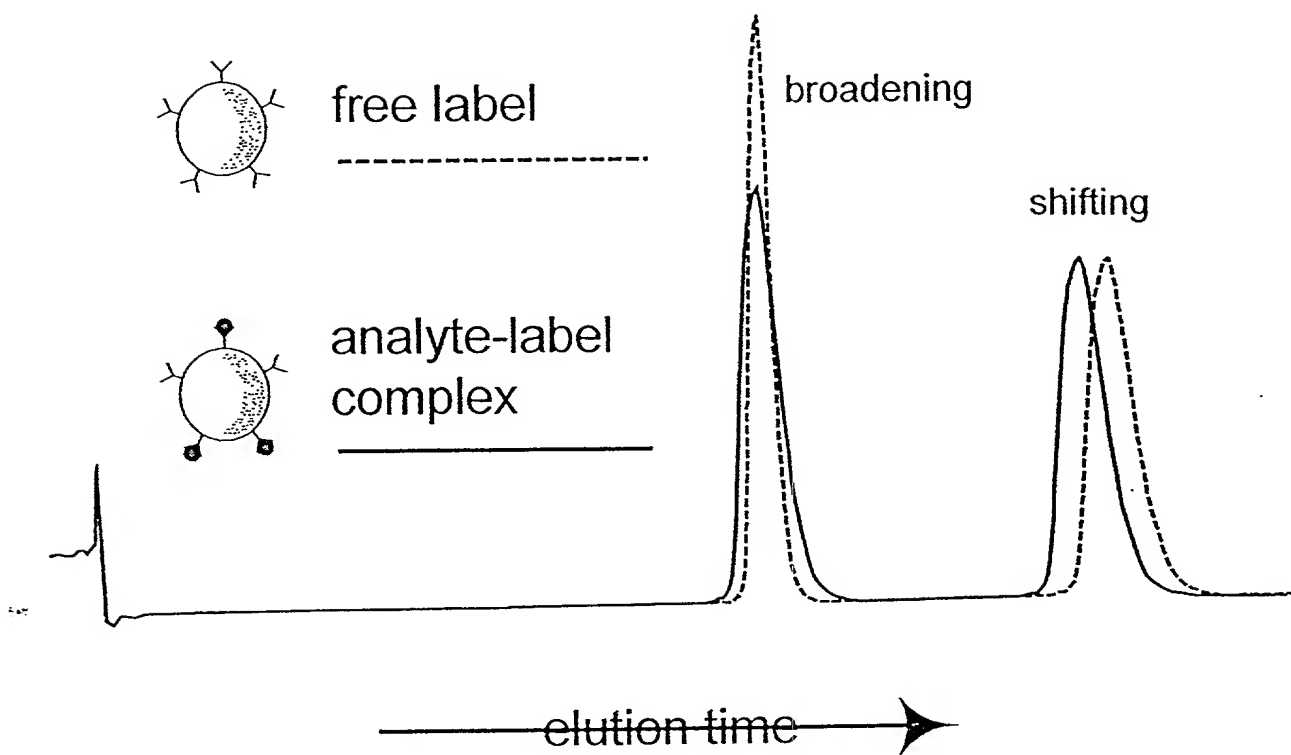 free label
broadening
shifting
analyte-label
complex
elution time